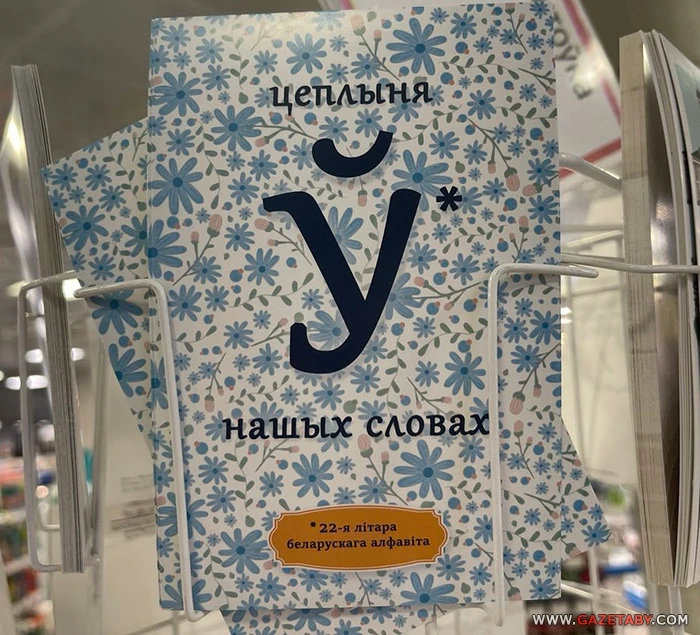 цеплыня
ў*
нашых словах
* 22-я літара
беларускага алфавіта
WWW.GAZETABY.COM